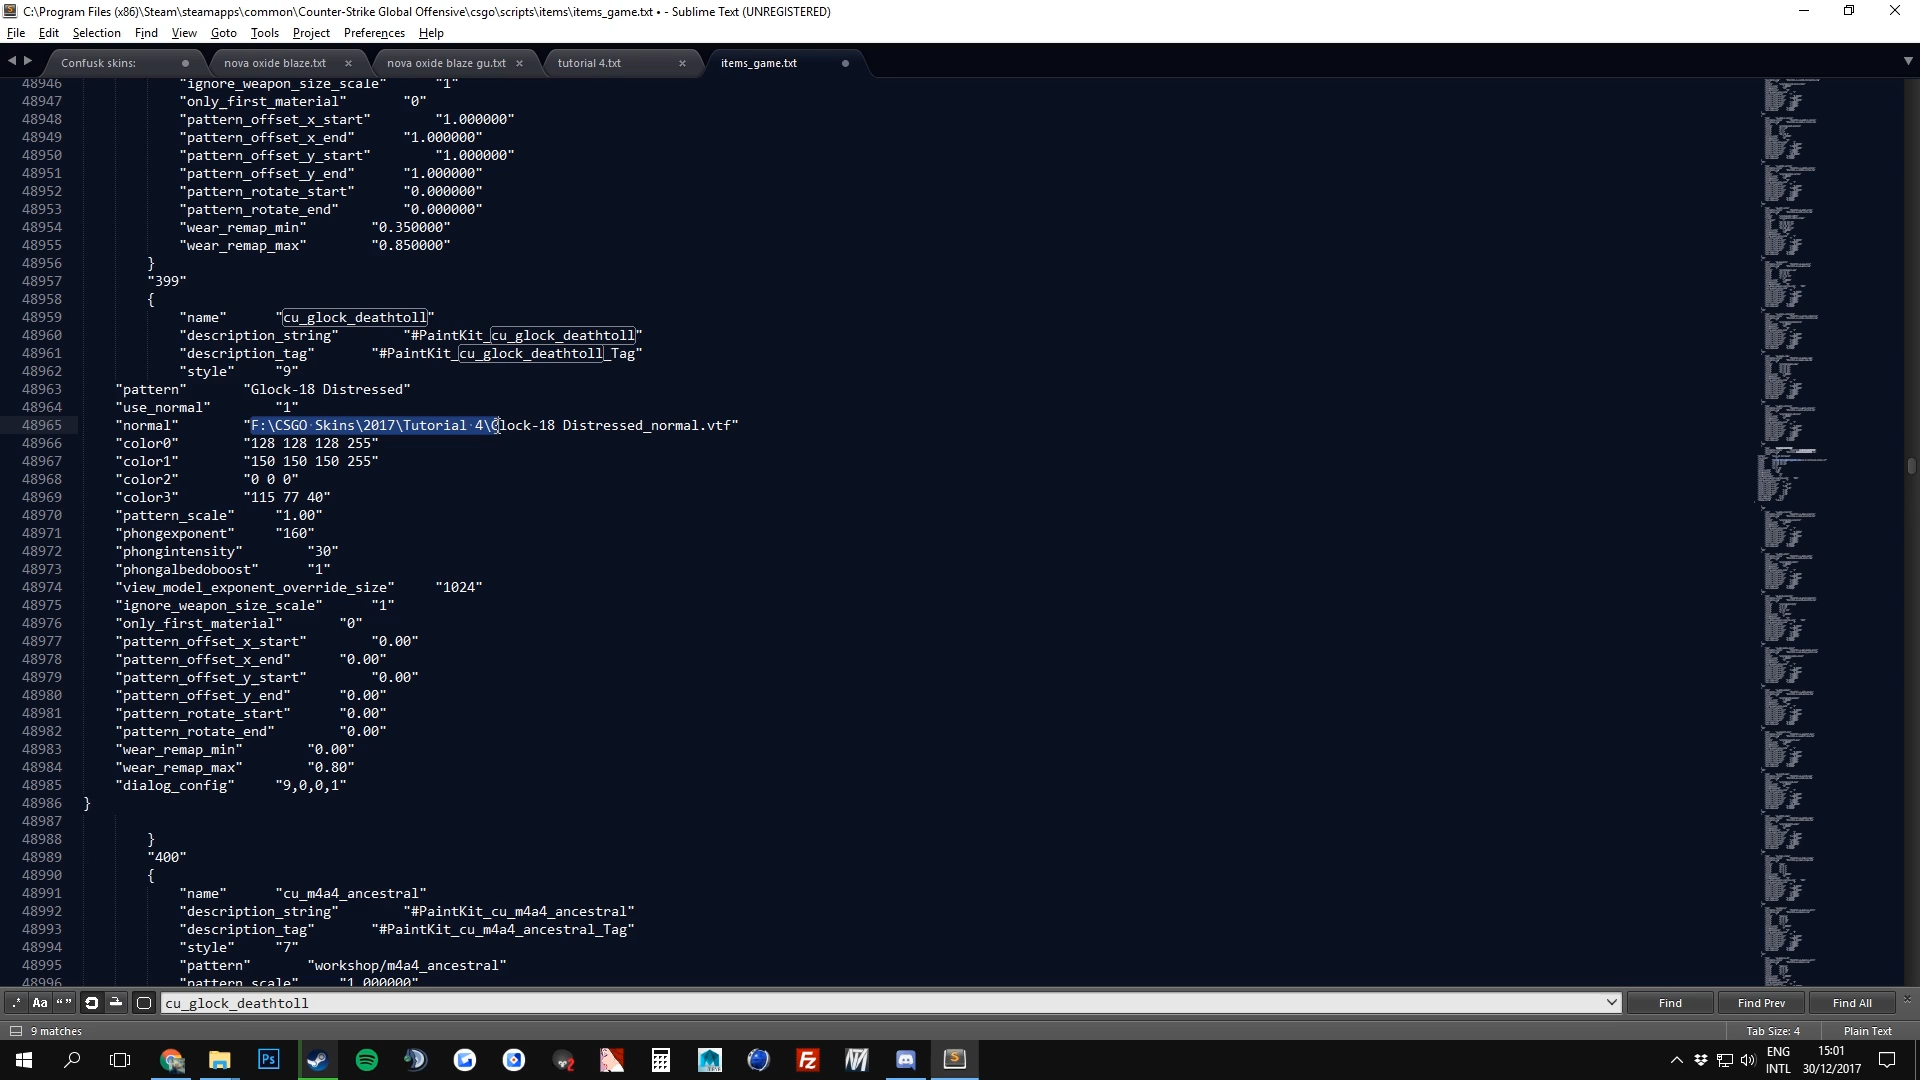 C:\Program Files (x86)\Steam\steamapps\common\Counter-Strike Global Offensive\csgo\scripts\items\items_game.txt • - Sublime Text (UNREGISTERED)
File Edit Selection Find View Goto Tools Project Preferences Help
Confusk skins: nova oxide blaze.txt nova oxide blaze gu.txt tutorial 4.txt items_game.txt
48946 "ignore_weapon_size_scale" "1"
48947 "only_first_material" "0"
48948 "pattern_offset_x_start" "1.000000"
48949 "pattern_offset_x_end" "1.000000"
48950 "pattern_offset_y_start" "1.000000"
48951 "pattern_offset_y_end" "1.000000"
48952 "pattern_rotate_start" "0.000000"
48953 "pattern_rotate_end" "0.000000"
48954 "wear_remap_min" "0.350000"
48955 "wear_remap_max" "0.850000"
48956 }
48957 "399"
48958 {
48959 "name" "cu_glock_deathtoll"
48960 "description_string" "#PaintKit_cu_glock_deathtoll"
48961 "description_tag" "#PaintKit_cu_glock_deathtoll_Tag"
48962 "style" "9"
48963 "pattern" "Glock-18 Distressed"
48964 "use_normal" "1"
48965 "normal" "F:\CSGO Skins\2017\Tutorial 4\Glock-18 Distressed_normal.vtf"
48966 "color0" "128 128 128 255"
48967 "color1" "150 150 150 255"
48968 "color2" "0 0 0"
48969 "color3" "115 77 40"
48970 "pattern_scale" "1.00"
48971 "phongexponent" "160"
48972 "phongintensity" "30"
48973 "phongalbedoboost" "1"
48974 "view_model_exponent_override_size" "1024"
48975 "ignore_weapon_size_scale" "1"
48976 "only_first_material" "0"
48977 "pattern_offset_x_start" "0.00"
48978 "pattern_offset_x_end" "0.00"
48979 "pattern_offset_y_start" "0.00"
48980 "pattern_offset_y_end" "0.00"
48981 "pattern_rotate_start" "0.00"
48982 "pattern_rotate_end" "0.00"
48983 "wear_remap_min" "0.00"
48984 "wear_remap_max" "0.80"
48985 "dialog_config" "9,0,0,1"
48986 }
48987
48988 }
48989 "400"
48990 {
48991 "name" "cu_m4a4_ancestral"
48992 "description_string" "#PaintKit_cu_m4a4_ancestral"
48993 "description_tag" "#PaintKit_cu_m4a4_ancestral_Tag"
48994 "style" "7"
48995 "pattern" "workshop/m4a4_ancestral"
48996 "pattern_scale" "1.000000"
.* Aa "" cu_glock_deathtoll Find Find Prev Find All
9 matches Tab Size: 4 Plain Text
ENG 15:01
INTL 30/12/2017